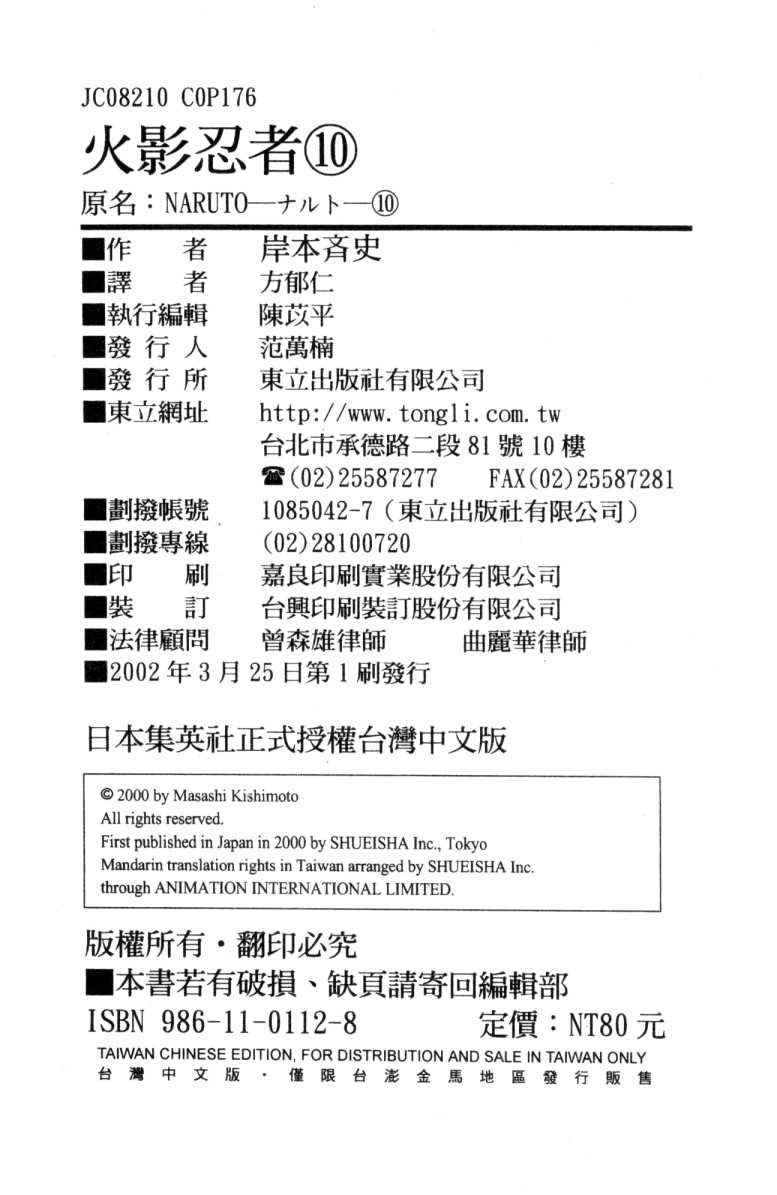 JC08210 COP176
火影忍者⑩
原名：NARUTO—ナルト—⑩
■作者 岸本斉史
■譯者 方郁仁
■執行編輯 陳苡平
■發行人 范萬楠
■發行所 東立出版社有限公司
■東立網址 http://www.tongli.com.tw
台北市承德路二段81號10樓
☎(02)25587277 FAX(02)25587281
■劃撥帳號 1085042-7（東立出版社有限公司）
■劃撥專線 (02)28100720
■印刷 嘉良印刷實業股份有限公司
■裝訂 台興印刷裝訂股份有限公司
■法律顧問 曾森雄律師 曲麗華律師
■2002年3月25日第1刷發行
日本集英社正式授權台灣中文版
© 2000 by Masashi Kishimoto
All rights reserved.
First published in Japan in 2000 by SHUEISHA Inc., Tokyo
Mandarin translation rights in Taiwan arranged by SHUEISHA Inc.
through ANIMATION INTERNATIONAL LIMITED.
版權所有・翻印必究
■本書若有破損、缺頁請寄回編輯部
ISBN 986-11-0112-8 定價：NT80元
TAIWAN CHINESE EDITION, FOR DISTRIBUTION AND SALE IN TAIWAN ONLY
台灣中文版・僅限台澎金馬地區發行販售